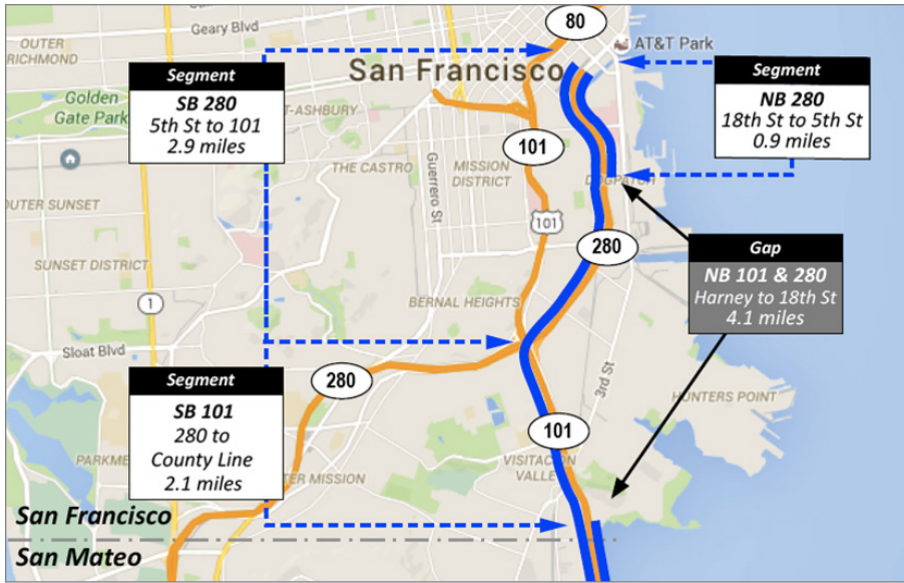 Geary Blvd
80
OUTER
RICHMOND
AT&T Park
San Francisco
Segment
SB 280
5th St to 101
2.9 miles
Segment
NB 280
18th St to 5th St
0.9 miles
Golden
Gate Park
T-ASHBURY
101
THE CASTRO
Guerrero St
MISSION
DISTRICT
DOGPATCH
OUTER SUNSET
101
280
Gap
NB 101 & 280
Harney to 18th St
4.1 miles
SUNSET DISTRICT
1
BERNAL HEIGHTS
Sloat Blvd
280
3rd St
HUNTERS POINT
Segment
SB 101
280 to
County Line
2.1 miles
101
PARKME
TER MISSION
VISITACION
VALLEY
San Francisco
San Mateo